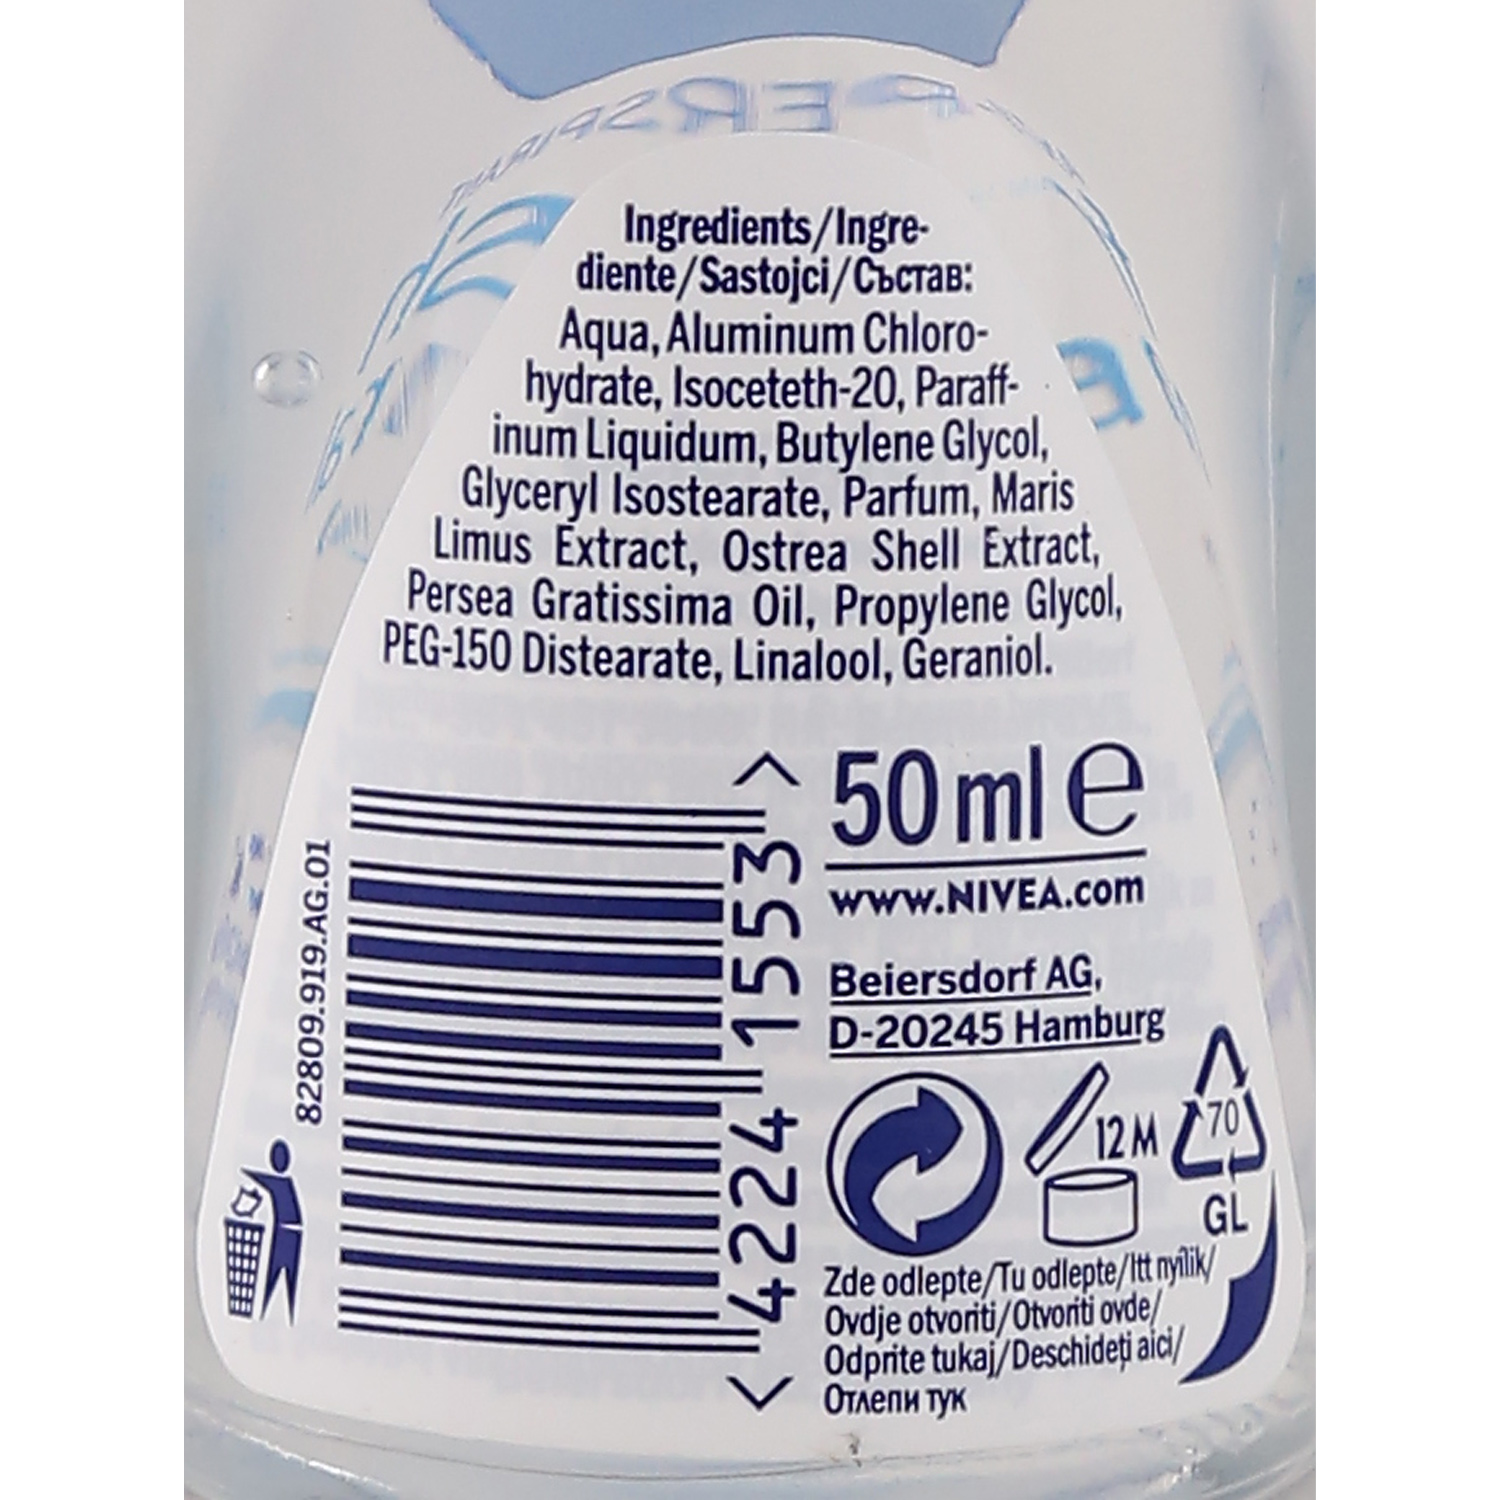 PERSPIRANT
Ingredients/Ingre-
diente/Sastojci/Състав:
Aqua, Aluminum Chloro-
hydrate, Isoceteth-20, Paraff-
inum Liquidum, Butylene Glycol,
Glyceryl Isostearate, Parfum, Maris
Limus Extract, Ostrea Shell Extract,
Persea Gratissima Oil, Propylene Glycol,
PEG-150 Distearate, Linalool, Geraniol.
82809.919.AG.01
< 4224 1553 >
50 ml e
www.NIVEA.com
Beiersdorf AG,
D-20245 Hamburg
12 M
70
GL
Zde odlepte/Tu odlepte/Itt nyílik/
Ovdje otvoriti/Otvoriti ovde/
Odprite tukaj/Deschideți aici/
Отлепи тук